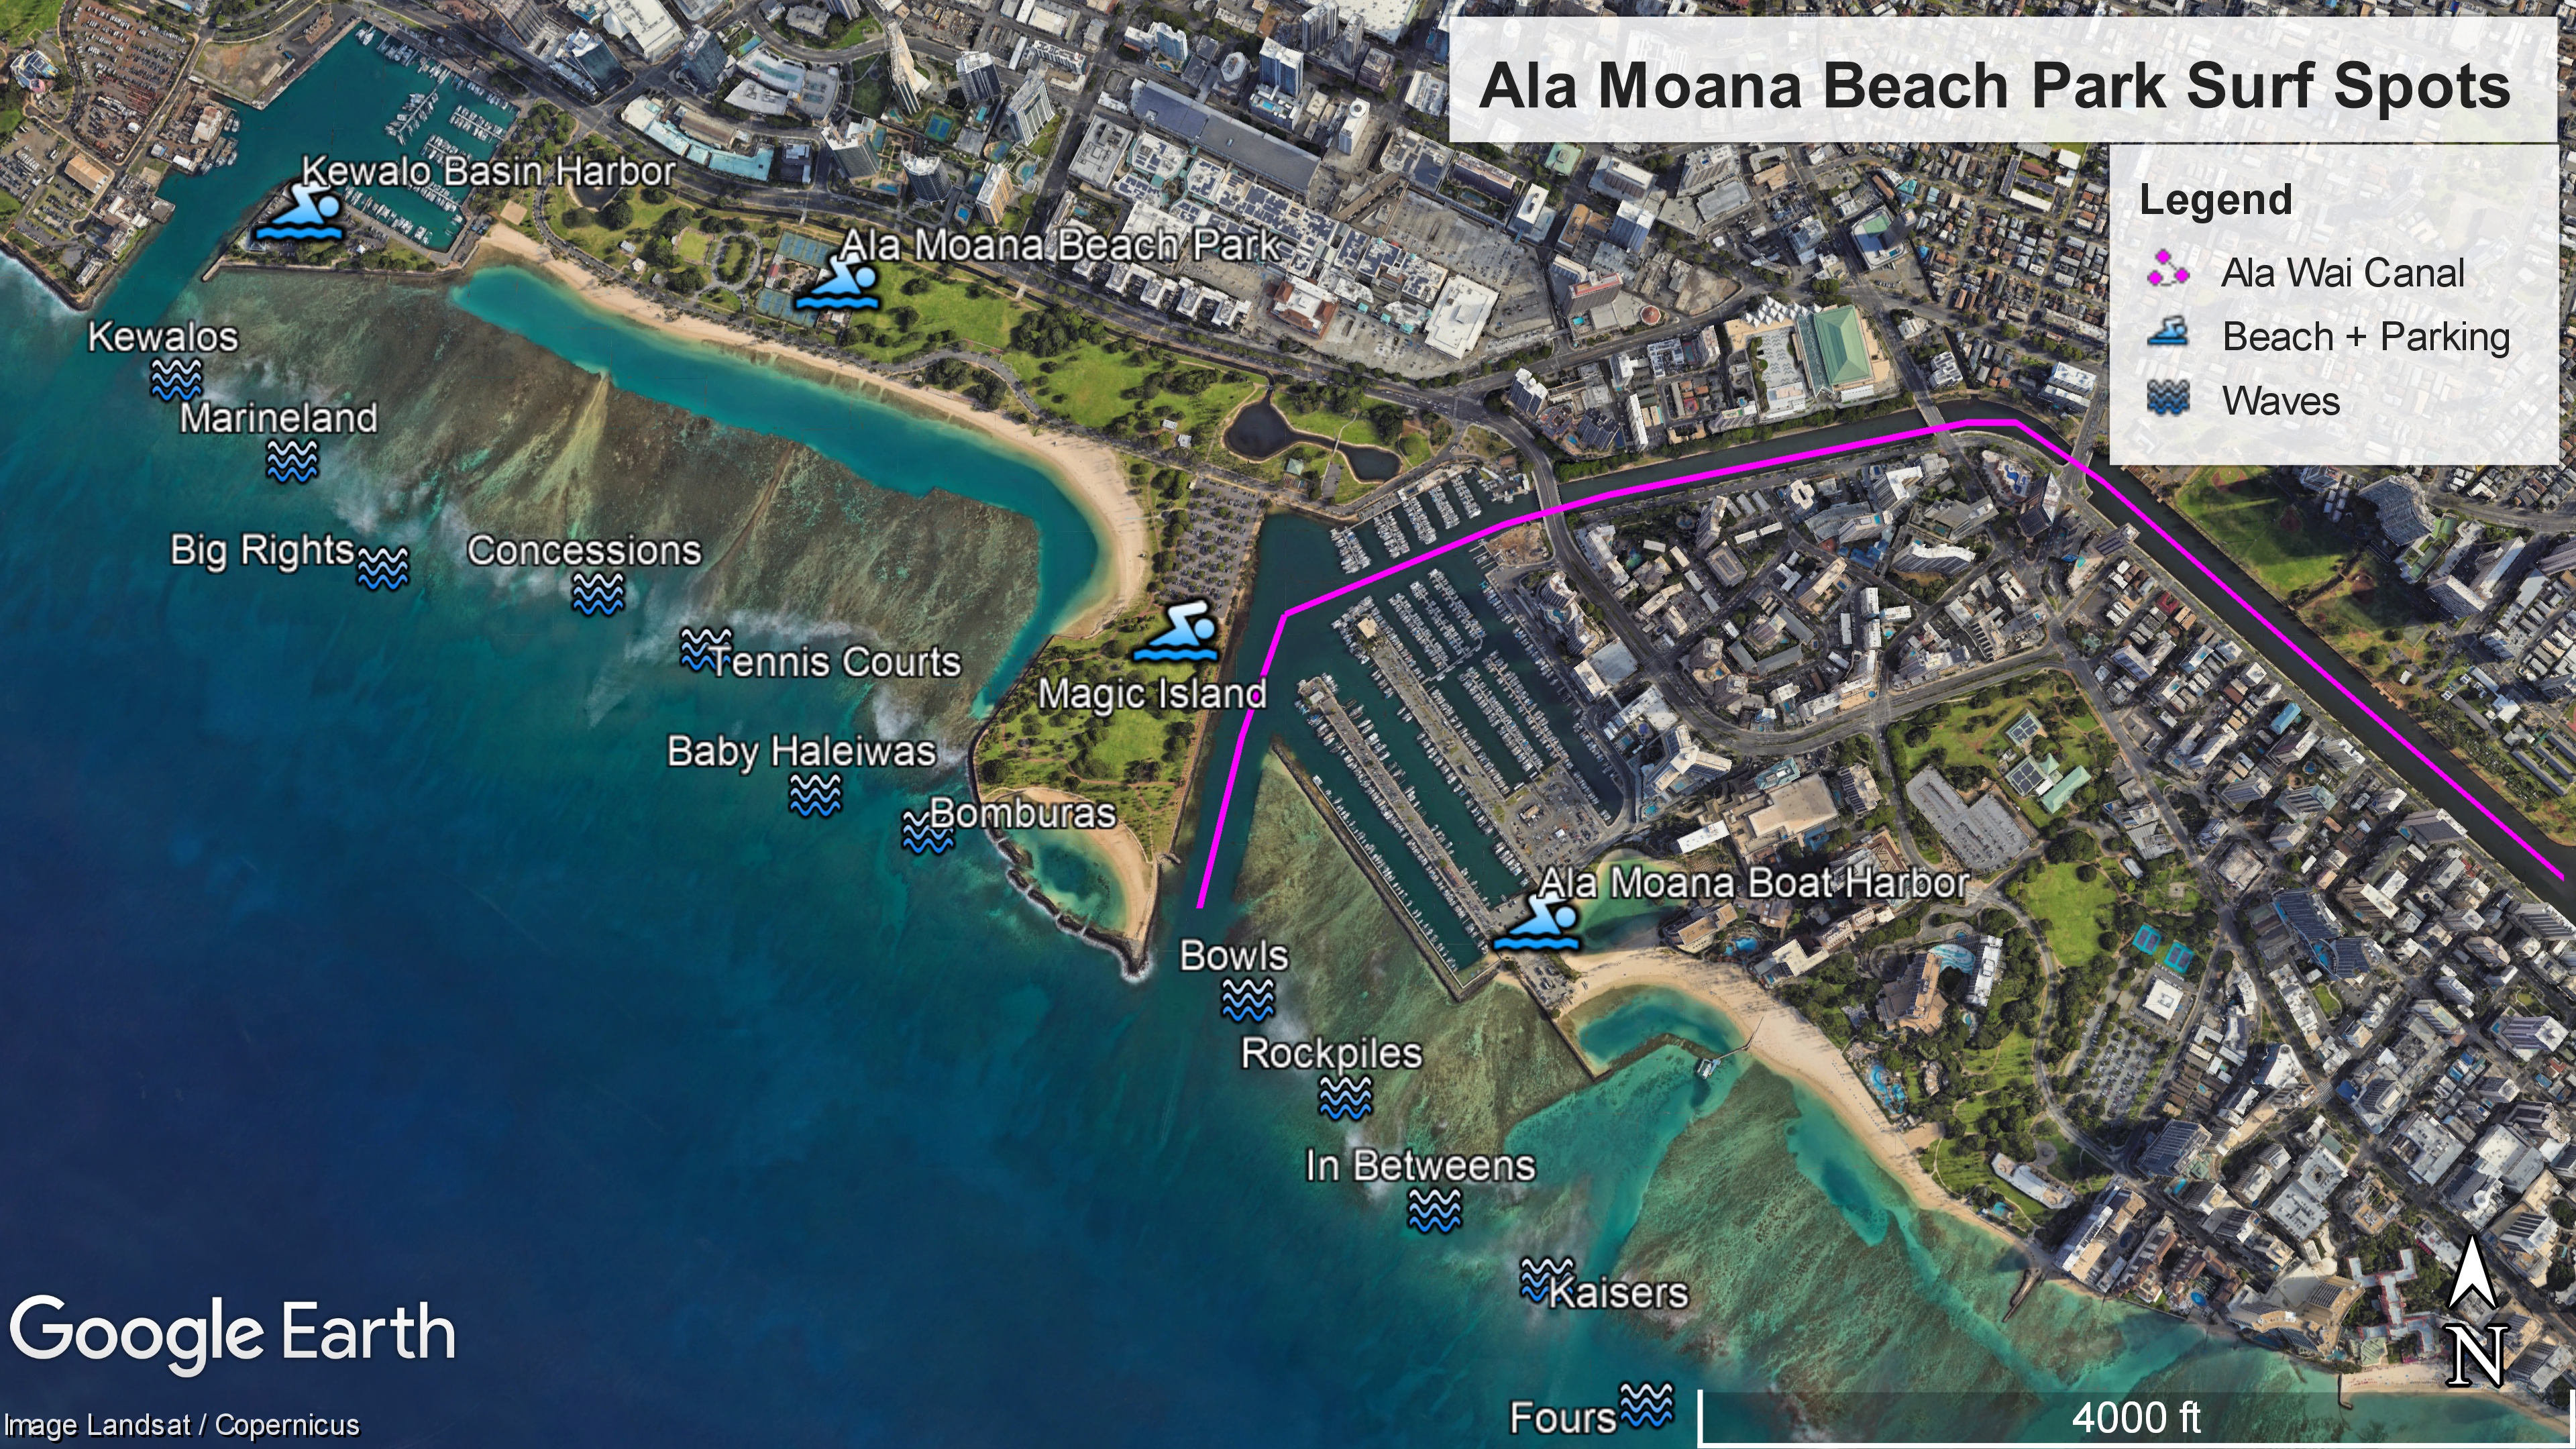 Ala Moana Beach Park Surf Spots
Legend
Ala Wai Canal
Beach + Parking
Waves
Kewalo Basin Harbor
Ala Moana Beach Park
Kewalos
Marineland
Big Rights
Concessions
Tennis Courts
Magic Island
Baby Haleiwas
Bomburas
Ala Moana Boat Harbor
Bowls
Rockpiles
In Betweens
Kaisers
Fours
Google Earth
Image Landsat / Copernicus
N
4000 ft